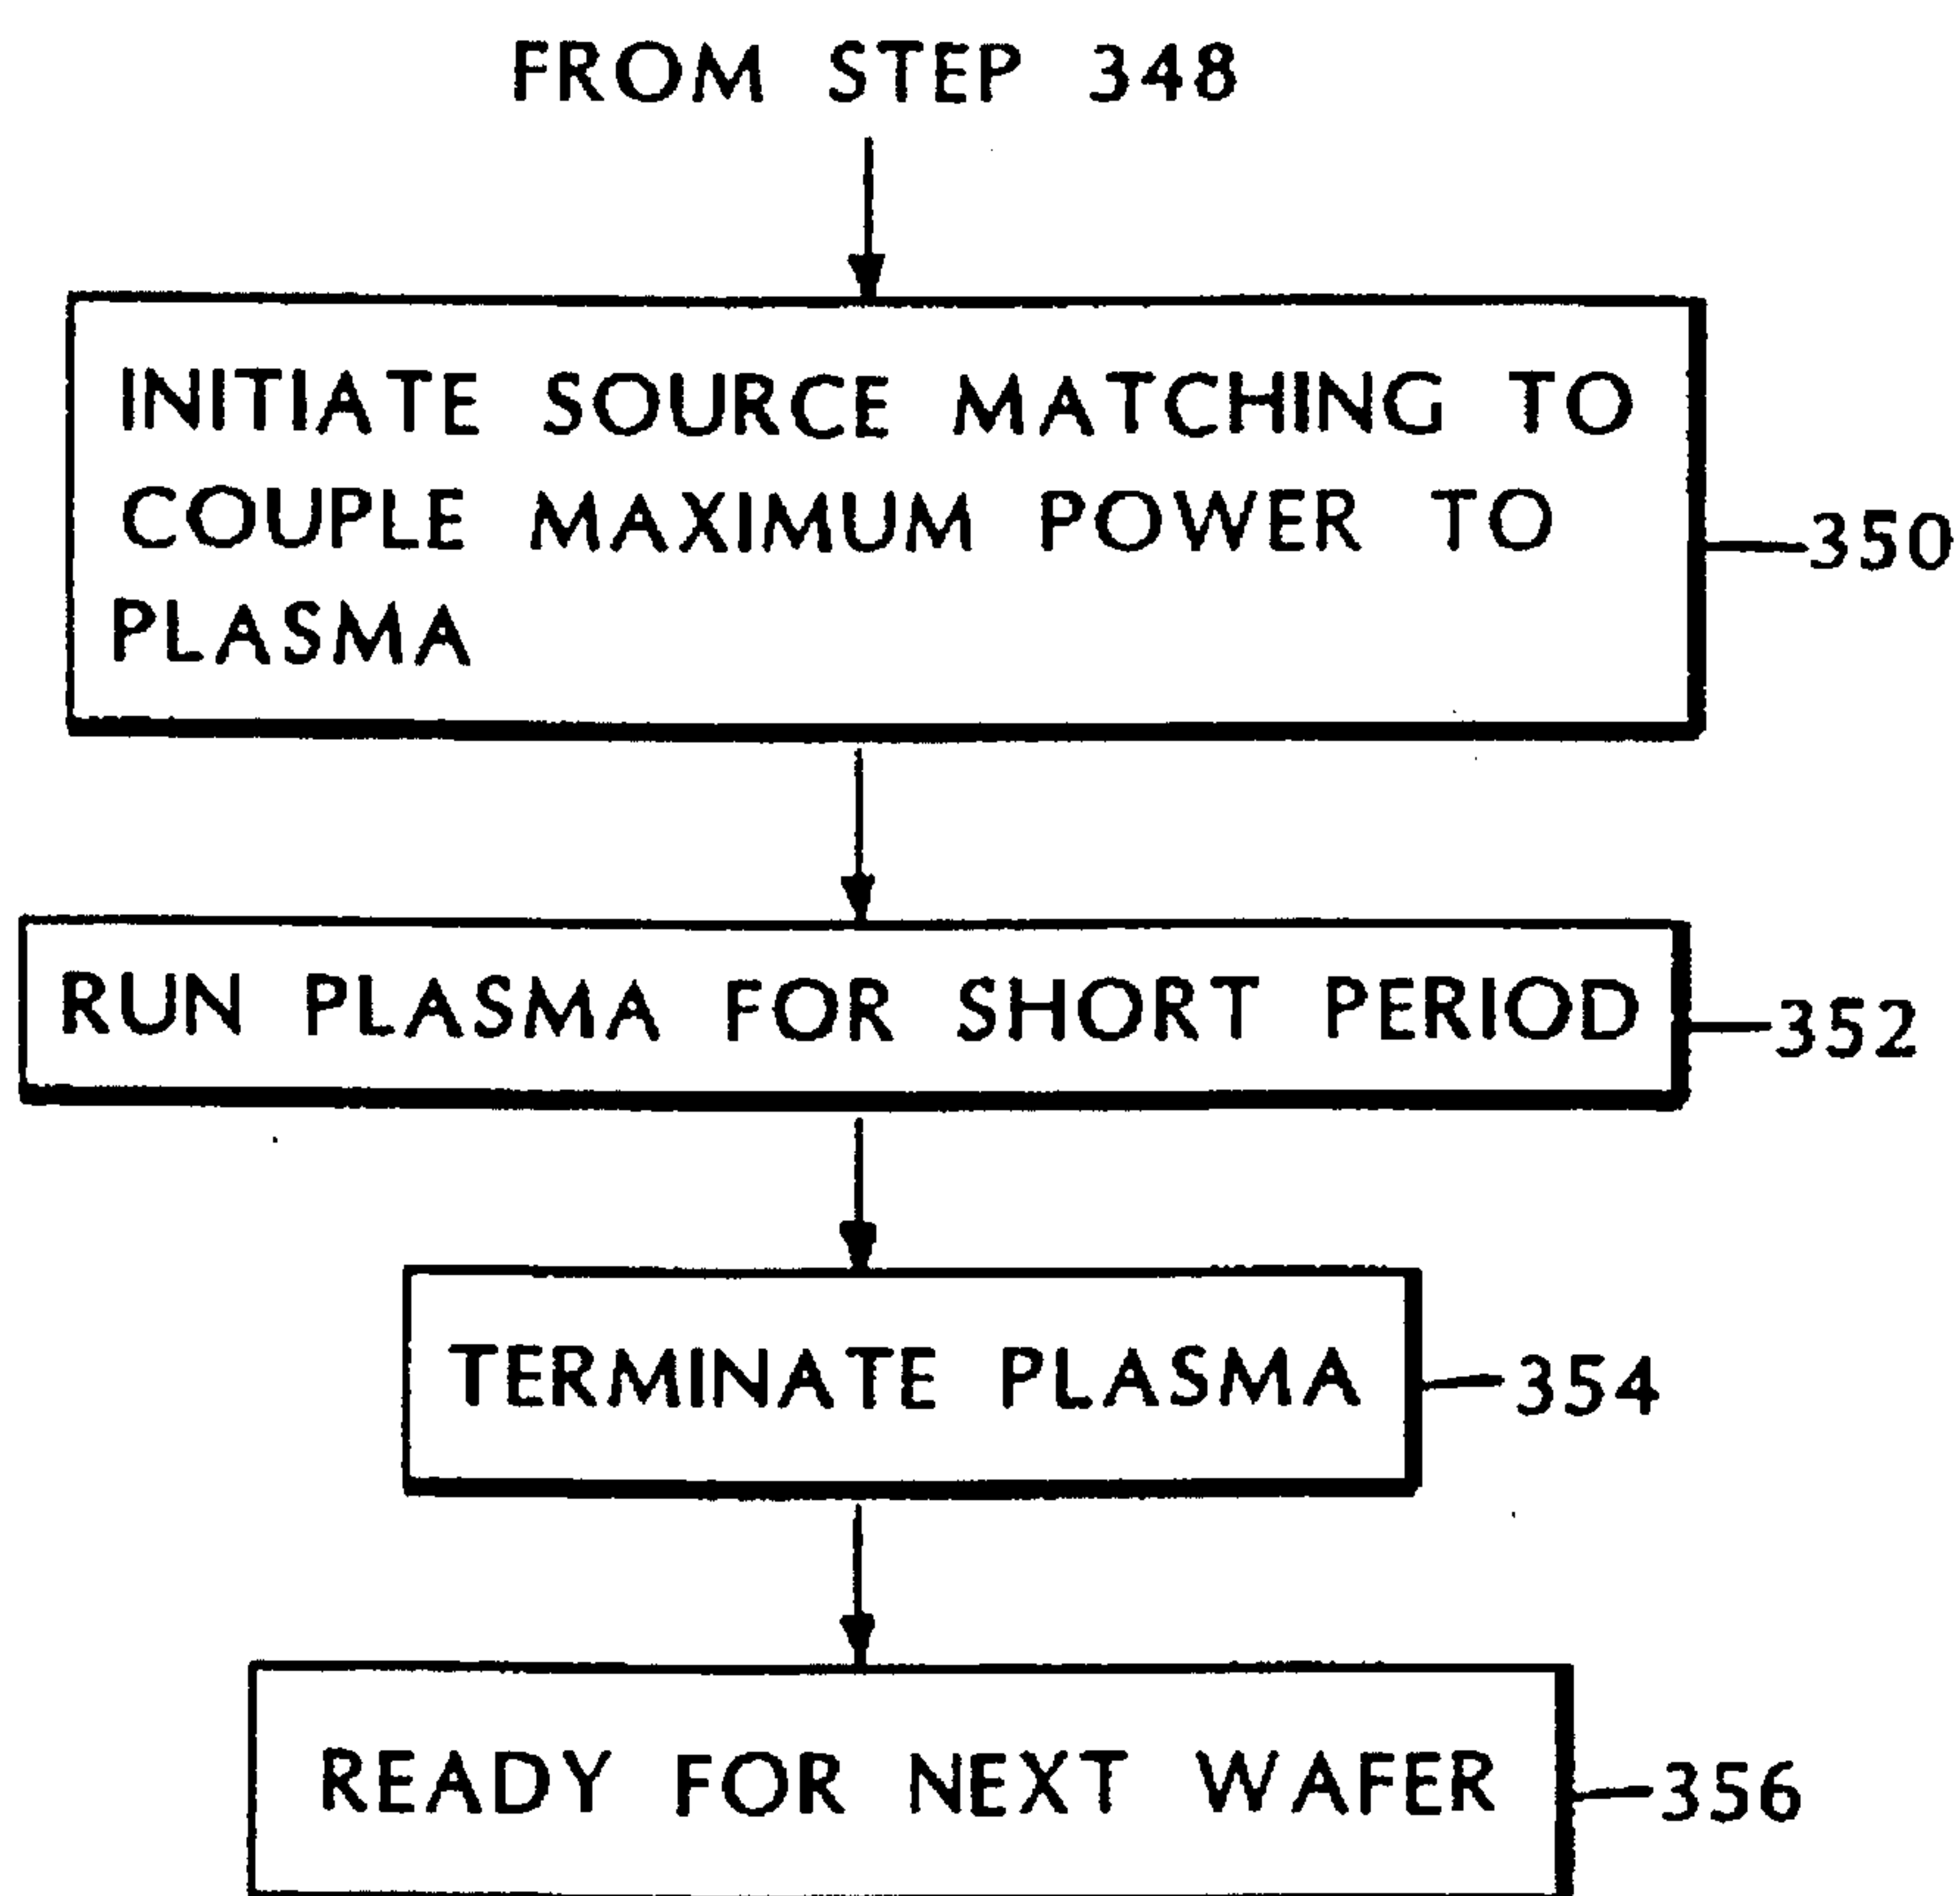 FROM STEP 348
INITIATE SOURCE MATCHING TO
COUPLE MAXIMUM POWER TO
PLASMA
350
RUN PLASMA FOR SHORT PERIOD
352
TERMINATE PLASMA
354
READY FOR NEXT WAFER
356